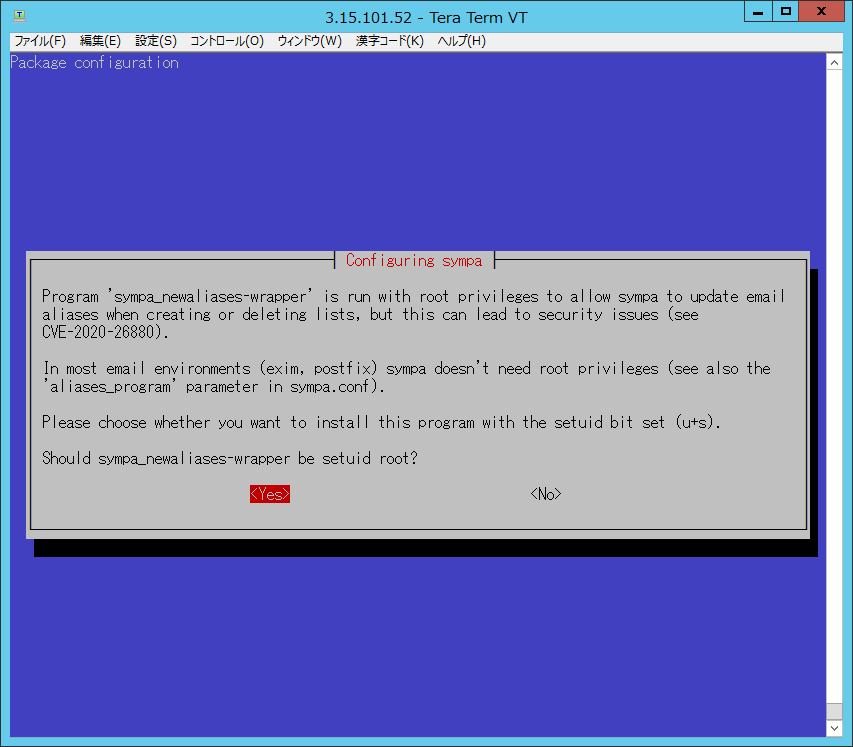 3.15.101.52 - Tera Term VT
ファイル(F) 編集(E) 設定(S) コントロール(O) ウィンドウ(W) 漢字コード(K) ヘルプ(H)
Package configuration
Configuring sympa
Program 'sympa_newaliases-wrapper' is run with root privileges to allow sympa to update email
aliases when creating or deleting lists, but this can lead to security issues (see
CVE-2020-26880).
In most email environments (exim, postfix) sympa doesn't need root privileges (see also the
'aliases_program' parameter in sympa.conf).
Please choose whether you want to install this program with the setuid bit set (u+s).
Should sympa_newaliases-wrapper be setuid root?
<Yes> <No>